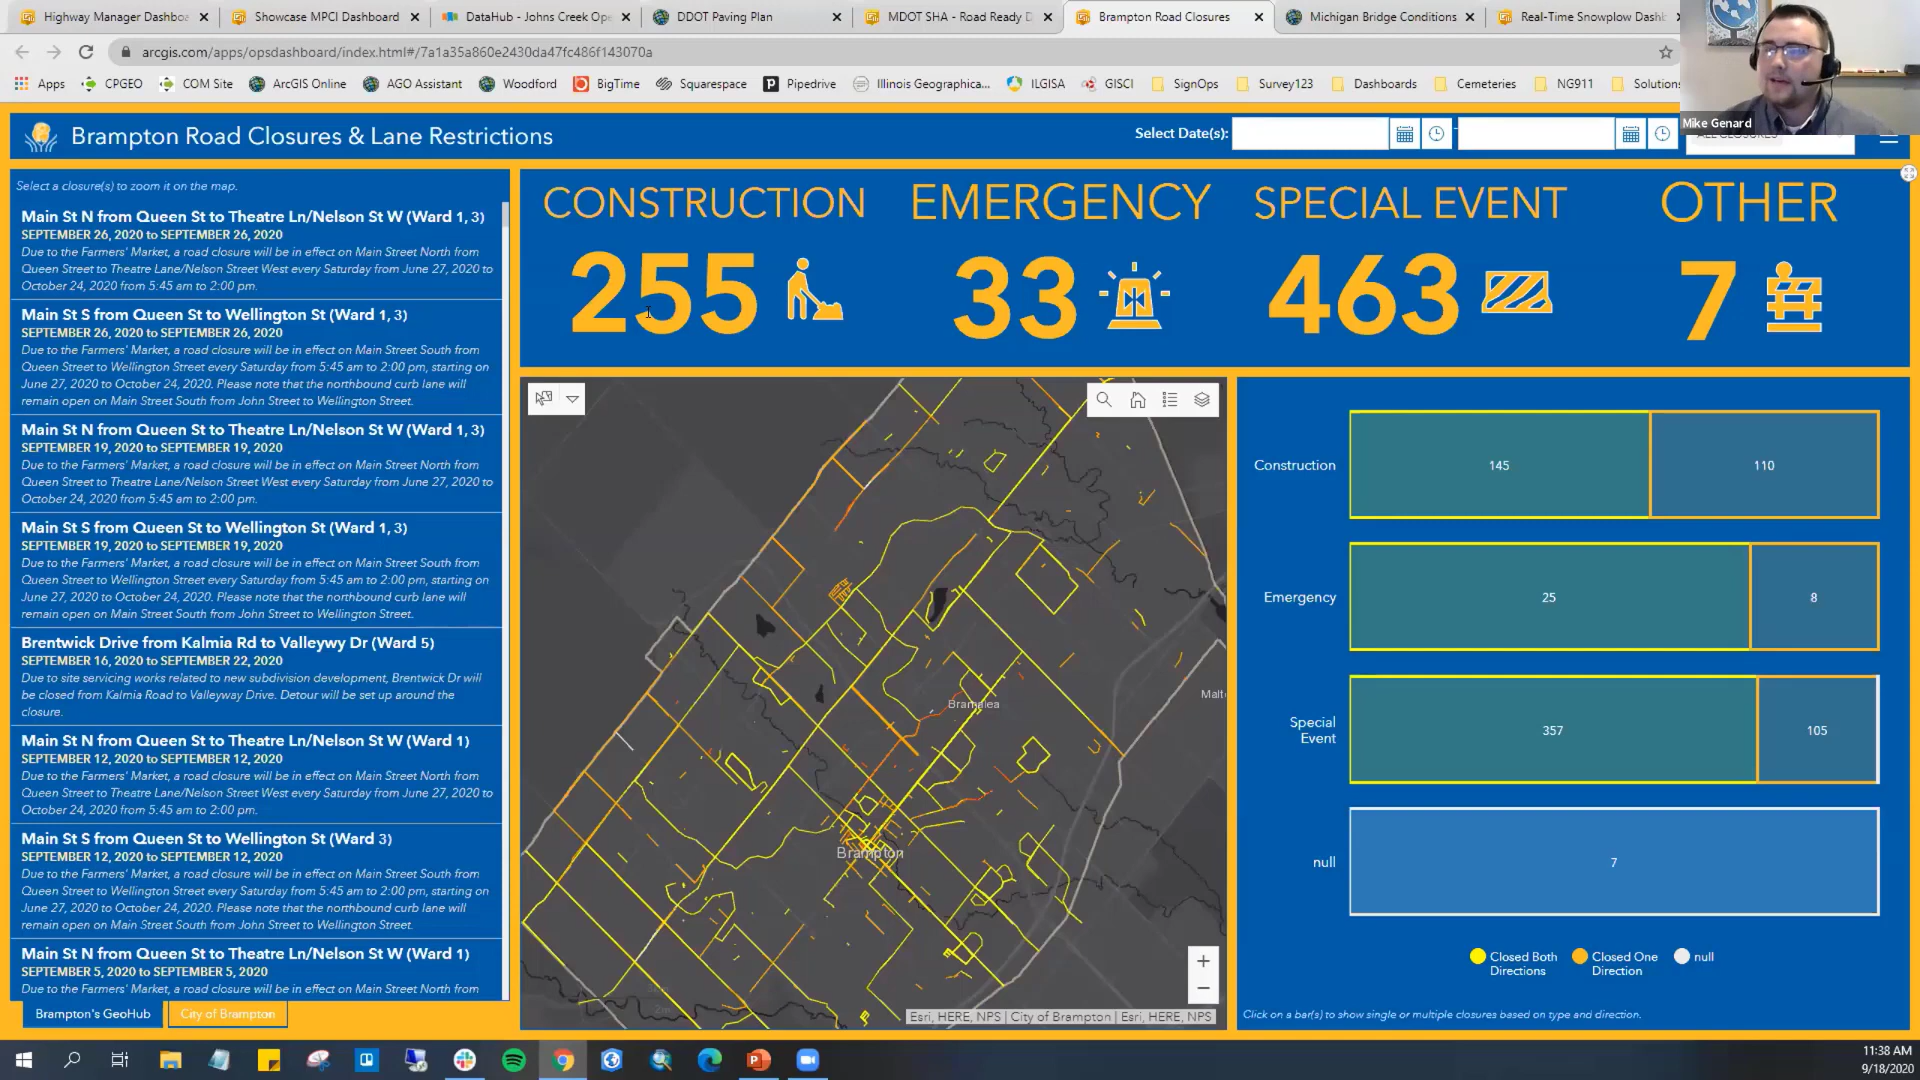 Highway Manager Dashboa
Showcase MPCI Dashboard
DataHub - Johns Creek Ope
DDOT Paving Plan
MDOT SHA - Road Ready D
Brampton Road Closures
Michigan Bridge Conditions
Real-Time Snowplow Dashb
arcgis.com/apps/opsdashboard/index.html#/7a1a35a860e2430da47fc486f143070a
Apps
CPGEO
COM Site
ArcGIS Online
AGO Assistant
Woodford
BigTime
Squarespace
Pipedrive
Illinois Geographica...
ILGISA
GISCI
SignOps
Survey123
Dashboards
Cemeteries
NG911
Solution
Mike Genard
Brampton Road Closures & Lane Restrictions
Select Date(s):
-
ALL CLOSURES
Select a closure(s) to zoom it on the map.
Main St N from Queen St to Theatre Ln/Nelson St W (Ward 1, 3)
SEPTEMBER 26, 2020 to SEPTEMBER 26, 2020
Due to the Farmers' Market, a road closure will be in effect on Main Street North from
Queen Street to Theatre Lane/Nelson Street West every Saturday from June 27, 2020 to
October 24, 2020 from 5:45 am to 2:00 pm.
Main St S from Queen St to Wellington St (Ward 1, 3)
SEPTEMBER 26, 2020 to SEPTEMBER 26, 2020
Due to the Farmers' Market, a road closure will be in effect on Main Street South from
Queen Street to Wellington Street every Saturday from 5:45 am to 2:00 pm, starting on
June 27, 2020 to October 24, 2020. Please note that the northbound curb lane will
remain open on Main Street South from John Street to Wellington Street.
Main St N from Queen St to Theatre Ln/Nelson St W (Ward 1, 3)
SEPTEMBER 19, 2020 to SEPTEMBER 19, 2020
Due to the Farmers' Market, a road closure will be in effect on Main Street North from
Queen Street to Theatre Lane/Nelson Street West every Saturday from June 27, 2020 to
October 24, 2020 from 5:45 am to 2:00 pm.
Main St S from Queen St to Wellington St (Ward 1, 3)
SEPTEMBER 19, 2020 to SEPTEMBER 19, 2020
Due to the Farmers' Market, a road closure will be in effect on Main Street South from
Queen Street to Wellington Street every Saturday from 5:45 am to 2:00 pm, starting on
June 27, 2020 to October 24, 2020. Please note that the northbound curb lane will
remain open on Main Street South from John Street to Wellington Street.
Brentwick Drive from Kalmia Rd to Valleywy Dr (Ward 5)
SEPTEMBER 16, 2020 to SEPTEMBER 22, 2020
Due to site servicing works related to new subdivision development, Brentwick Dr will
be closed from Kalmia Road to Valleyway Drive. Detour will be set up around the
closure.
Main St N from Queen St to Theatre Ln/Nelson St W (Ward 1)
SEPTEMBER 12, 2020 to SEPTEMBER 12, 2020
Due to the Farmers' Market, a road closure will be in effect on Main Street North from
Queen Street to Theatre Lane/Nelson Street West every Saturday from June 27, 2020 to
October 24, 2020 from 5:45 am to 2:00 pm.
Main St S from Queen St to Wellington St (Ward 3)
SEPTEMBER 12, 2020 to SEPTEMBER 12, 2020
Due to the Farmers' Market, a road closure will be in effect on Main Street South from
Queen Street to Wellington Street every Saturday from 5:45 am to 2:00 pm, starting on
June 27, 2020 to October 24, 2020. Please note that the northbound curb lane will
remain open on Main Street South from John Street to Wellington Street.
Main St N from Queen St to Theatre Ln/Nelson St W (Ward 1)
SEPTEMBER 5, 2020 to SEPTEMBER 5, 2020
Due to the Farmers' Market, a road closure will be in effect on Main Street North from
Brampton's GeoHub
City of Brampton
CONSTRUCTION
255
EMERGENCY
33
SPECIAL EVENT
463
OTHER
7
Malt
Bramalea
Brampton
+
−
Esri, HERE, NPS | City of Brampton | Esri, HERE, NPS
Construction
145
110
Emergency
25
8
Special
Event
357
105
null
7
Closed Both
Directions
Closed One
Direction
null
Click on a bar(s) to show single or multiple closures based on type and direction.
11:38 AM
9/18/2020